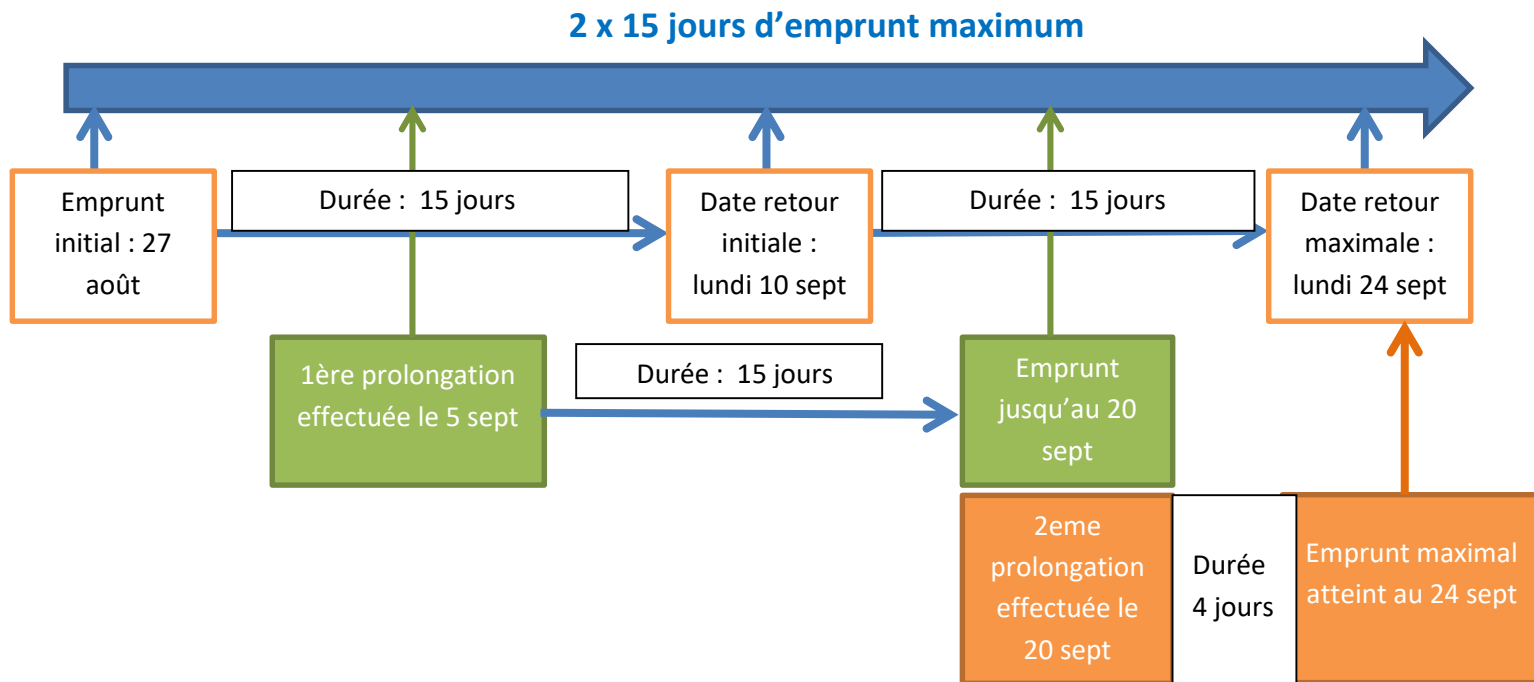 2 x 15 jours d’emprunt maximum
Emprunt
initial : 27
août
Durée :  15 jours
Date retour
initiale :
lundi 10 sept
Durée :  15 jours
Date retour
maximale :
lundi 24 sept
1ère prolongation
effectuée le 5 sept
Durée :  15 jours
Emprunt
jusqu’au 20
sept
2eme
prolongation
effectuée le
20 sept
Durée
4 jours
Emprunt maximal
atteint au 24 sept